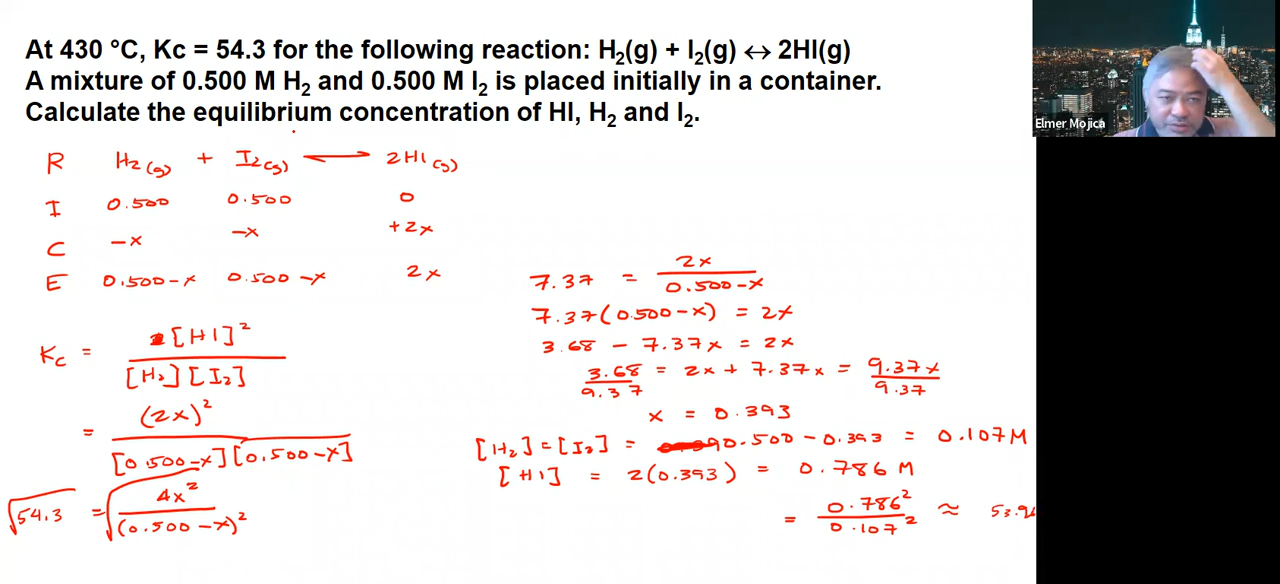 At 430 °C, Kc = 54.3 for the following reaction: H₂(g) + I₂(g) ↔ 2HI(g)
A mixture of 0.500 M H₂ and 0.500 M I₂ is placed initially in a container.
Calculate the equilibrium concentration of HI, H₂ and I₂.
Elmer Mojica
R H₂(g) + I₂(g) ⇌ 2HI(g)
I 0.500 0.500 0
C -x -x +2x
E 0.500-x 0.500-x 2x
Kc = [HI]² / [H₂][I₂]
= (2x)² / [0.500-x][0.500-x]
√54.3 = √(4x² / (0.500-x)²)
7.37 = 2x / 0.500-x
7.37(0.500-x) = 2x
3.68 - 7.37x = 2x
3.68 / 9.37 = 2x + 7.37x = 9.37x / 9.37
x = 0.393
[H₂] = [I₂] = 0.500 - 0.393 = 0.107 M
[HI] = 2(0.393) = 0.786 M
= 0.786² / 0.107² ≈ 53.9